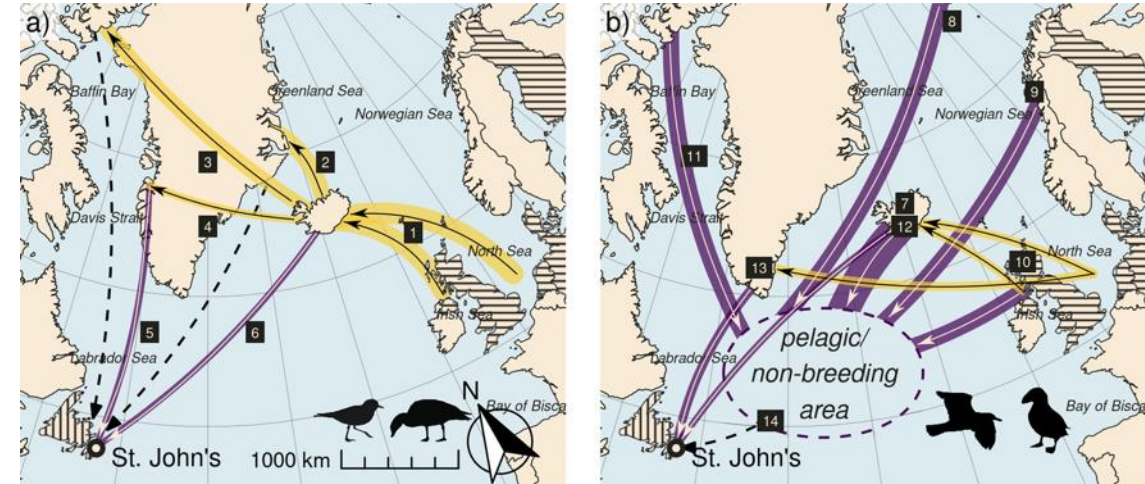 a)
Baffin Bay
Greenland Sea
Norwegian Sea
3
2
Davis Strait
4
1
North Sea
Irish Sea
5
6
Labrador Sea
N
Bay of Biscay
St. John's
1000 km
b)
8
Baffin Bay
Greenland Sea
9
Norwegian Sea
11
7
Davis Strait
12
North Sea
10
13
Irish Sea
pelagic/
non-breeding
area
Labrador Sea
14
Bay of Bisca
St. John's